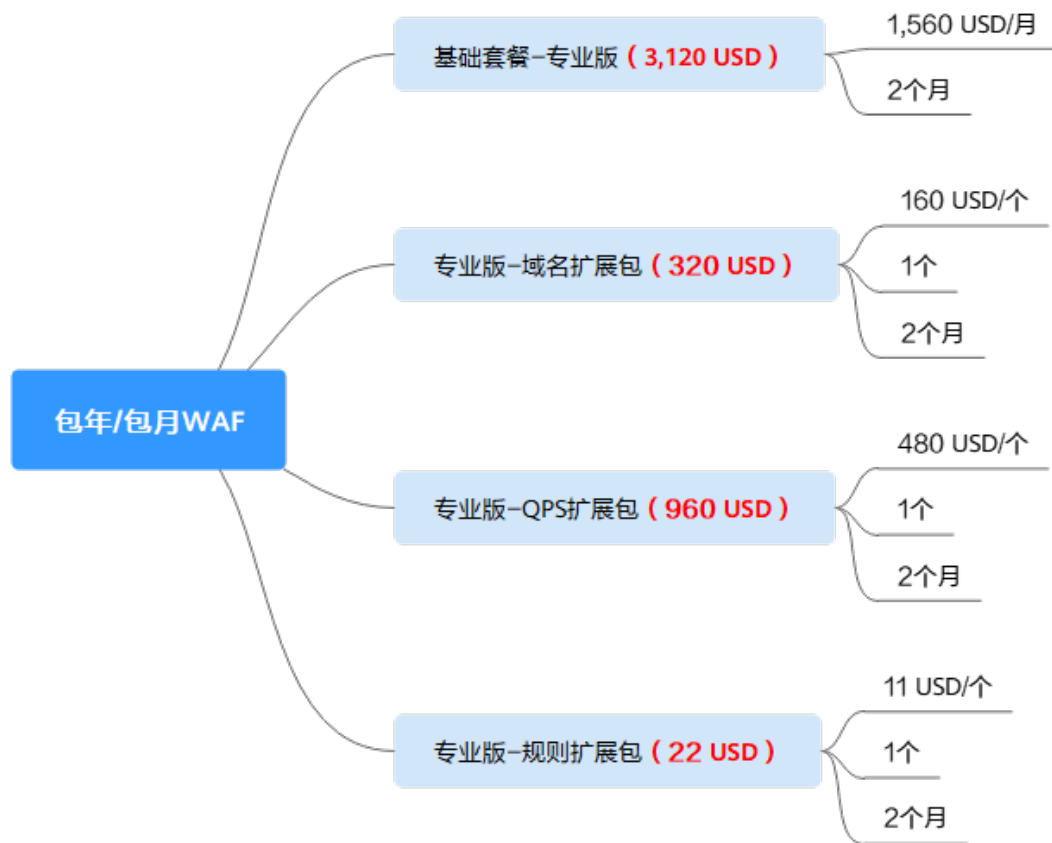 包年/包月WAF
基础套餐–专业版（3,120 USD）
1,560 USD/月
2个月
专业版–域名扩展包（320 USD）
160 USD/个
1个
2个月
专业版–QPS扩展包（960 USD）
480 USD/个
1个
2个月
专业版–规则扩展包（22 USD）
11 USD/个
1个
2个月